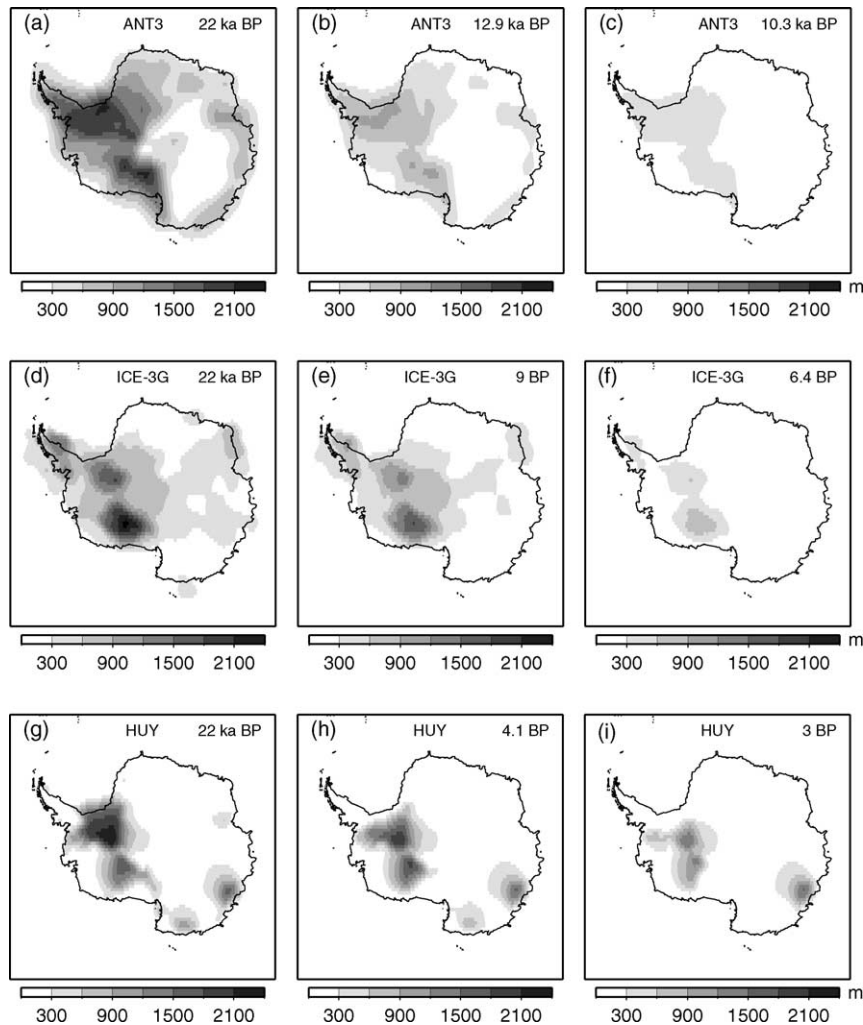 (a) ANT3 22 ka BP
(b) ANT3 12.9 ka BP
(c) ANT3 10.3 ka BP
300 900 1500 2100
300 900 1500 2100
m
300 900 1500 2100
(d) ICE-3G 22 ka BP
(e) ICE-3G 9 BP
(f) ICE-3G 6.4 BP
300 900 1500 2100
300 900 1500 2100
m
300 900 1500 2100
(g) HUY 22 ka BP
(h) HUY 4.1 BP
(i) HUY 3 BP
300 900 1500 2100
300 900 1500 2100
m
300 900 1500 2100